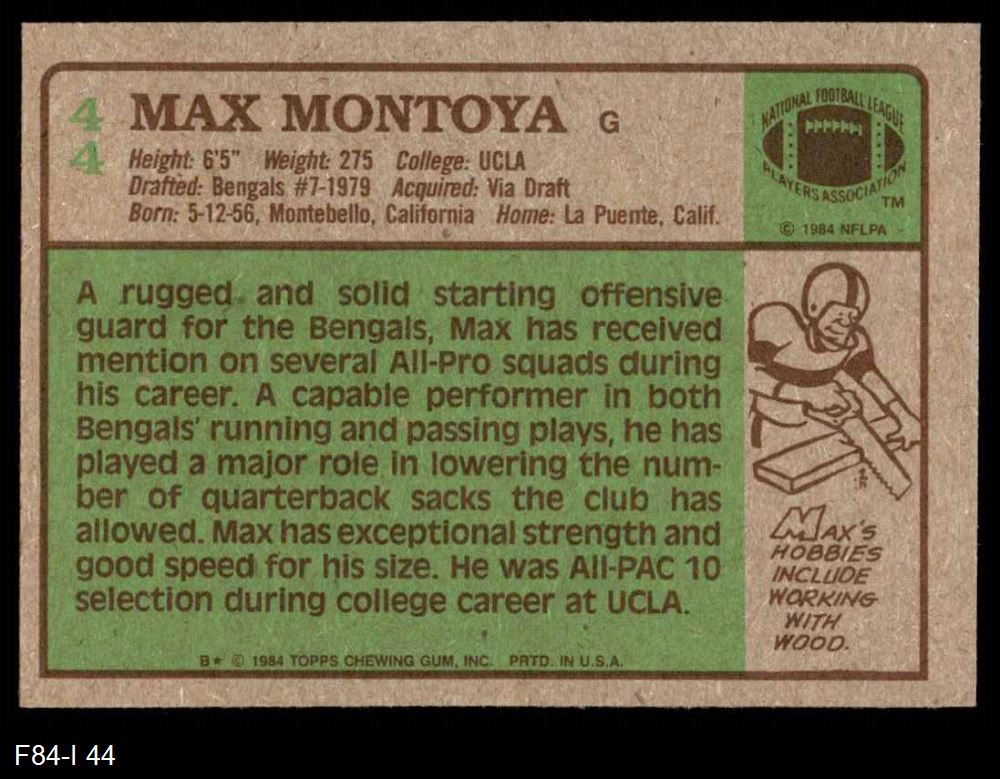 44
MAX MONTOYA G
Height: 6'5" Weight: 275 College: UCLA
Drafted: Bengals #7-1979 Acquired: Via Draft
Born: 5-12-56, Montebello, California Home: La Puente, Calif.
NATIONAL FOOTBALL LEAGUE
PLAYERS ASSOCIATION
TM
© 1984 NFLPA
A rugged and solid starting offensive
guard for the Bengals, Max has received
mention on several All-Pro squads during
his career. A capable performer in both
Bengals' running and passing plays, he has
played a major role in lowering the num-
ber of quarterback sacks the club has
allowed. Max has exceptional strength and
good speed for his size. He was All-PAC 10
selection during college career at UCLA.
MAX'S
HOBBIES
INCLUDE
WORKING
WITH
WOOD.
B* © 1984 TOPPS CHEWING GUM, INC. PRTD. IN U.S.A.
F84-I 44